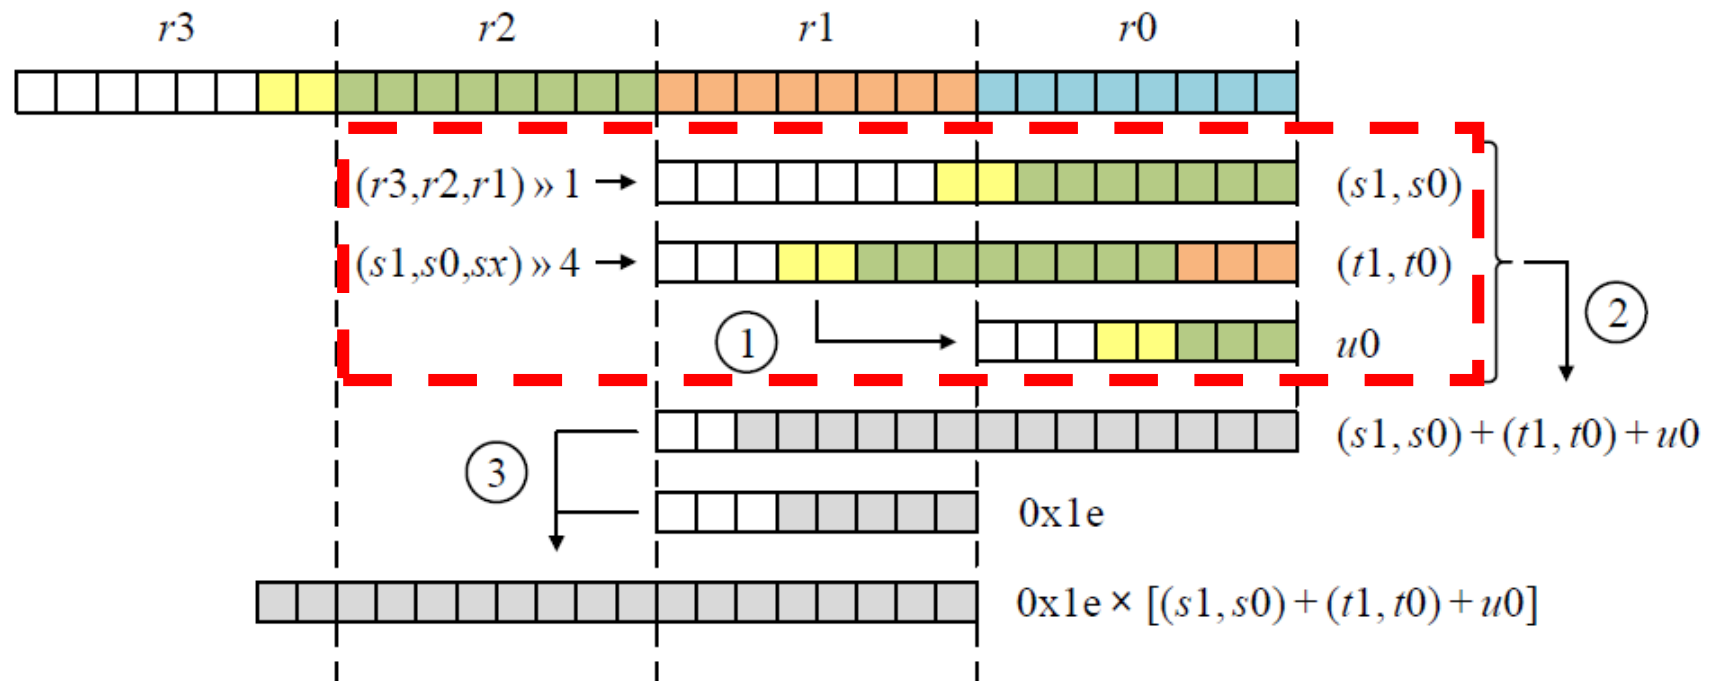 r3 r2 r1 r0
(r3,r2,r1) » 1 (s1, s0)
(s1,s0,sx) » 4 (t1, t0)
1 u0 2
(s1, s0) + (t1, t0) + u0
3
0x1e
0x1e × [(s1, s0) + (t1, t0) + u0]